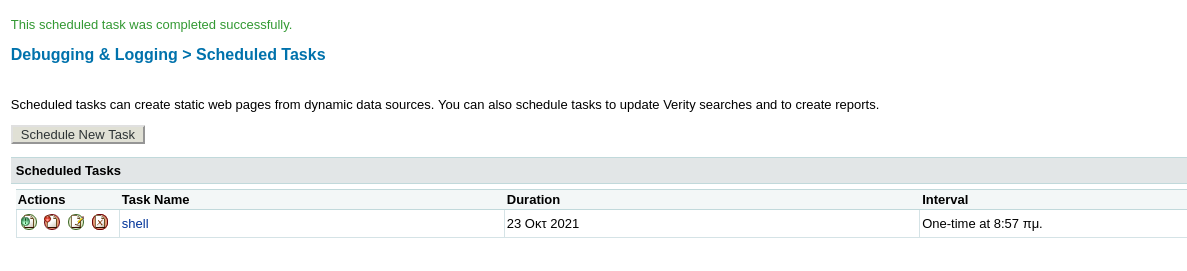 This scheduled task was completed successfully.
Debugging & Logging > Scheduled Tasks
Scheduled tasks can create static web pages from dynamic data sources. You can also schedule tasks to update Verity searches and to create reports.
Schedule New Task
Scheduled Tasks
Actions Task Name Duration Interval
shell 23 Οκτ 2021 One-time at 8:57 πμ.